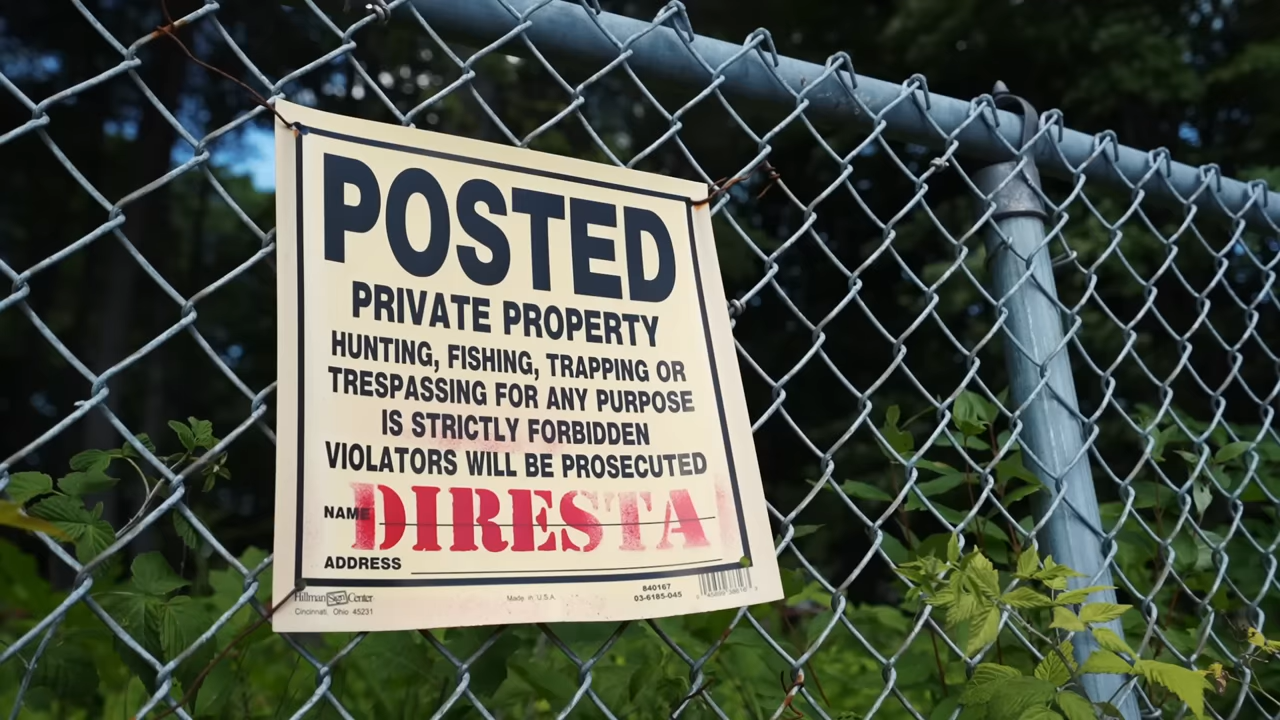 POSTED
PRIVATE PROPERTY
HUNTING, FISHING, TRAPPING OR
TRESPASSING FOR ANY PURPOSE
IS STRICTLY FORBIDDEN
VIOLATORS WILL BE PROSECUTED
NAME DIRESTA
ADDRESS
Hillman Sign Center
Cincinnati, Ohio 45231
Made in U.S.A.
840167
03-6185-045